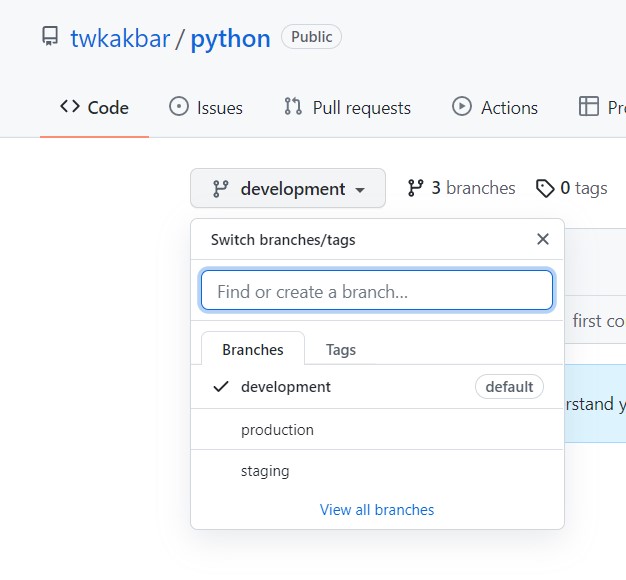 twkakbar / python Public
Code Issues Pull requests Actions Pr
development 3 branches 0 tags
Switch branches/tags
Find or create a branch...
first co
Branches Tags
development default
rstand y
production
staging
View all branches